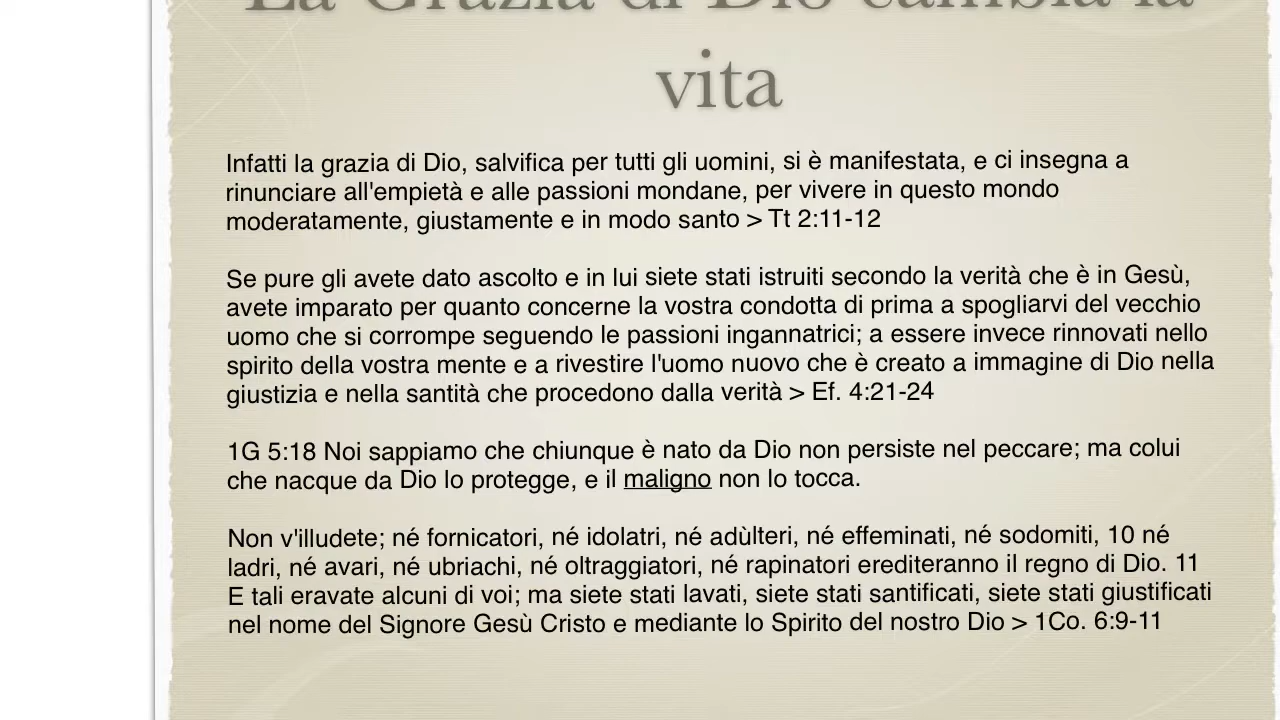 La Grazia di Dio cambia la
vita
Infatti la grazia di Dio, salvifica per tutti gli uomini, si è manifestata, e ci insegna a
rinunciare all'empietà e alle passioni mondane, per vivere in questo mondo
moderatamente, giustamente e in modo santo > Tt 2:11-12
Se pure gli avete dato ascolto e in lui siete stati istruiti secondo la verità che è in Gesù,
avete imparato per quanto concerne la vostra condotta di prima a spogliarvi del vecchio
uomo che si corrompe seguendo le passioni ingannatrici; a essere invece rinnovati nello
spirito della vostra mente e a rivestire l'uomo nuovo che è creato a immagine di Dio nella
giustizia e nella santità che procedono dalla verità > Ef. 4:21-24
1G 5:18 Noi sappiamo che chiunque è nato da Dio non persiste nel peccare; ma colui
che nacque da Dio lo protegge, e il maligno non lo tocca.
Non v'illudete; né fornicatori, né idolatri, né adùlteri, né effeminati, né sodomiti, 10 né
ladri, né avari, né ubriachi, né oltraggiatori, né rapinatori erediteranno il regno di Dio. 11
E tali eravate alcuni di voi; ma siete stati lavati, siete stati santificati, siete stati giustificati
nel nome del Signore Gesù Cristo e mediante lo Spirito del nostro Dio > 1Co. 6:9-11